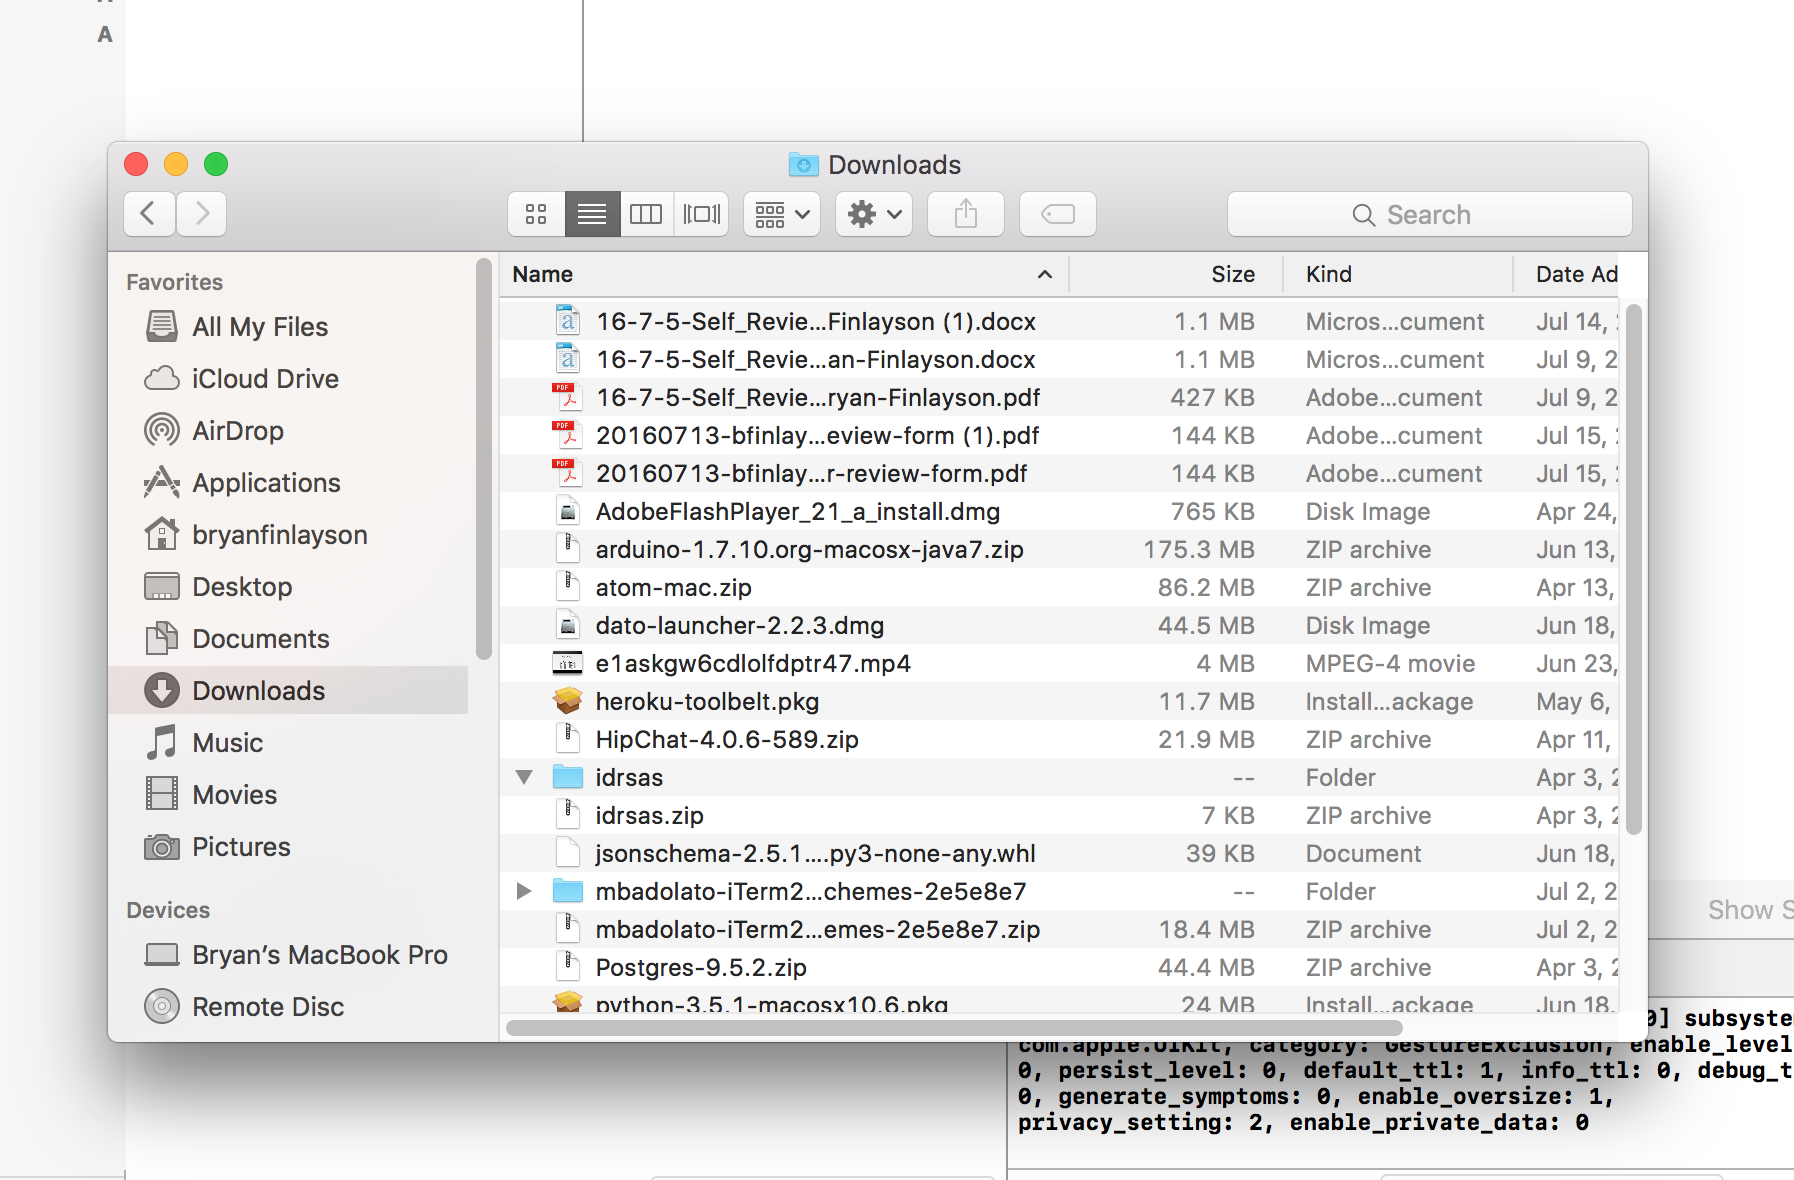 A
Downloads
Search
Favorites
All My Files
iCloud Drive
AirDrop
Applications
bryanfinlayson
Desktop
Documents
Downloads
Music
Movies
Pictures
Devices
Bryan’s MacBook Pro
Remote Disc
Name Size Kind Date Ad
16-7-5-Self_Revie...Finlayson (1).docx 1.1 MB Micros...cument Jul 14,
16-7-5-Self_Revie...an-Finlayson.docx 1.1 MB Micros...cument Jul 9, 2
16-7-5-Self_Revie...ryan-Finlayson.pdf 427 KB Adobe...cument Jul 9, 2
20160713-bfinlay...eview-form (1).pdf 144 KB Adobe...cument Jul 15,
20160713-bfinlay...r-review-form.pdf 144 KB Adobe...cument Jul 15,
AdobeFlashPlayer_21_a_install.dmg 765 KB Disk Image Apr 24,
arduino-1.7.10.org-macosx-java7.zip 175.3 MB ZIP archive Jun 13,
atom-mac.zip 86.2 MB ZIP archive Apr 13,
dato-launcher-2.2.3.dmg 44.5 MB Disk Image Jun 18,
e1askgw6cdlolfdptr47.mp4 4 MB MPEG-4 movie Jun 23,
heroku-toolbelt.pkg 11.7 MB Install...ackage May 6,
HipChat-4.0.6-589.zip 21.9 MB ZIP archive Apr 11,
idrsas -- Folder Apr 3, 2
idrsas.zip 7 KB ZIP archive Apr 3, 2
jsonschema-2.5.1....py3-none-any.whl 39 KB Document Jun 18,
mbadolato-iTerm2...chemes-2e5e8e7 -- Folder Jul 2, 2
mbadolato-iTerm2...emes-2e5e8e7.zip 18.4 MB ZIP archive Jul 2, 2
Postgres-9.5.2.zip 44.4 MB ZIP archive Apr 3, 2
python-3.5.1-macosx10.6.pkg 24 MB Install...ackage Jun 18,
Show S
0] subsyste
com.apple.UIKit, category: GestureExclusion, enable_level
0, persist_level: 0, default_ttl: 1, info_ttl: 0, debug_t
0, generate_symptoms: 0, enable_oversize: 1,
privacy_setting: 2, enable_private_data: 0